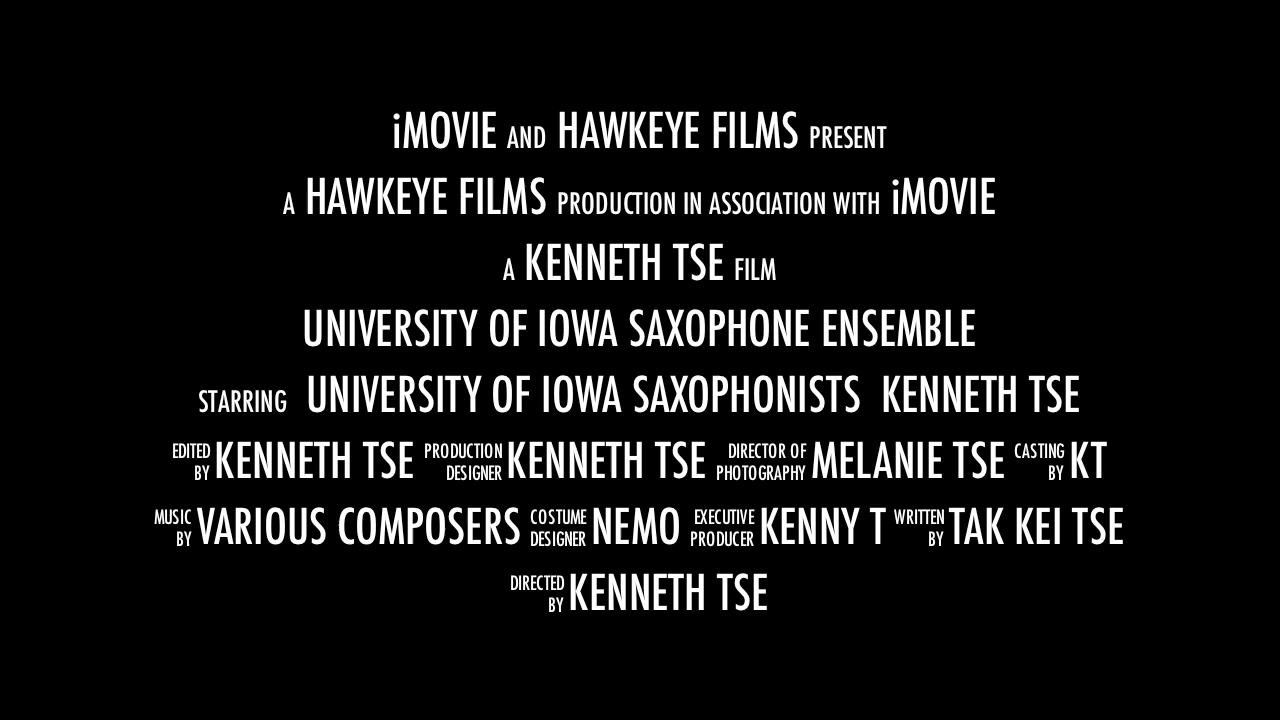 iMOVIE AND HAWKEYE FILMS PRESENT
A HAWKEYE FILMS PRODUCTION IN ASSOCIATION WITH iMOVIE
A KENNETH TSE FILM
UNIVERSITY OF IOWA SAXOPHONE ENSEMBLE
STARRING UNIVERSITY OF IOWA SAXOPHONISTS KENNETH TSE
EDITED BY KENNETH TSE PRODUCTION DESIGNER KENNETH TSE DIRECTOR OF PHOTOGRAPHY MELANIE TSE CASTING BY KT
MUSIC BY VARIOUS COMPOSERS COSTUME DESIGNER NEMO EXECUTIVE PRODUCER KENNY T WRITTEN BY TAK KEI TSE
DIRECTED BY KENNETH TSE